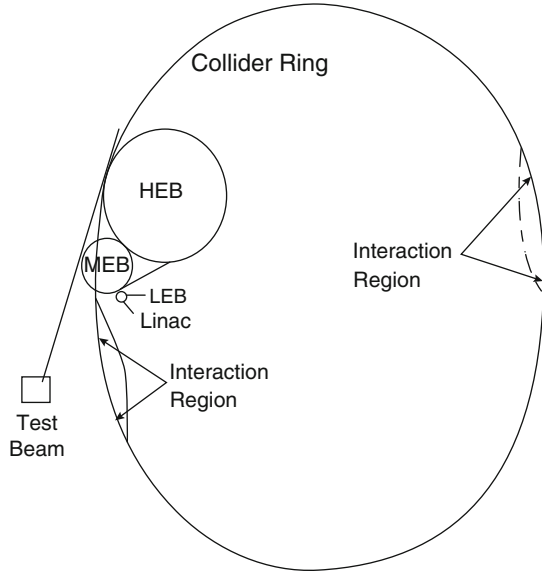 Collider Ring
HEB
MEB
LEB
Linac
Interaction
Region
Interaction
Region
Test
Beam